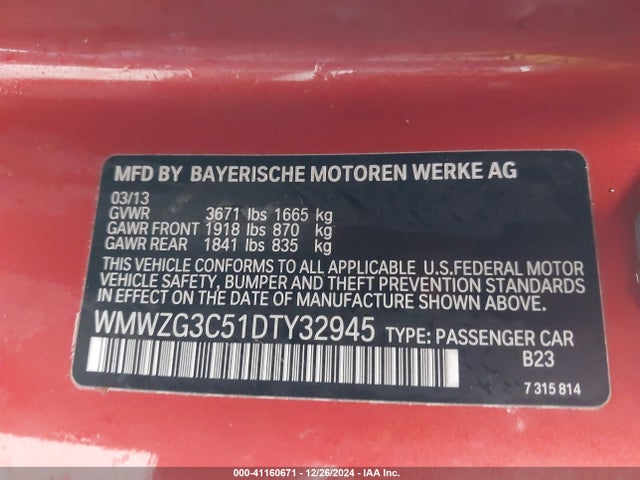 MFD BY BAYERISCHE MOTOREN WERKE AG
03/13
GVWR 3671 lbs 1665 kg
GAWR FRONT 1918 lbs 870 kg
GAWR REAR 1841 lbs 835 kg
THIS VEHICLE CONFORMS TO ALL APPLICABLE U.S.FEDERAL MOTOR
VEHICLE SAFETY, BUMPER AND THEFT PREVENTION STANDARDS
IN EFFECT ON THE DATE OF MANUFACTURE SHOWN ABOVE.
WMWZG3C51DTY32945 TYPE: PASSENGER CAR
B23
7 315 814
000-41160671 - 12/26/2024 - IAA Inc.